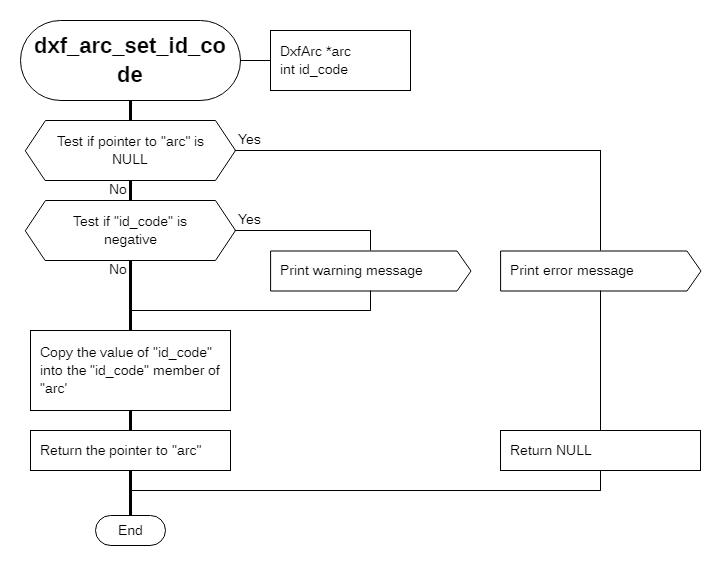 dxf_arc_set_id_co
de
DxfArc *arc
int id_code
Test if pointer to "arc" is
NULL
Yes
No
Test if "id_code" is
negative
Yes
No
Print warning message
Print error message
Copy the value of "id_code"
into the "id_code" member of
"arc'
Return the pointer to "arc"
Return NULL
End